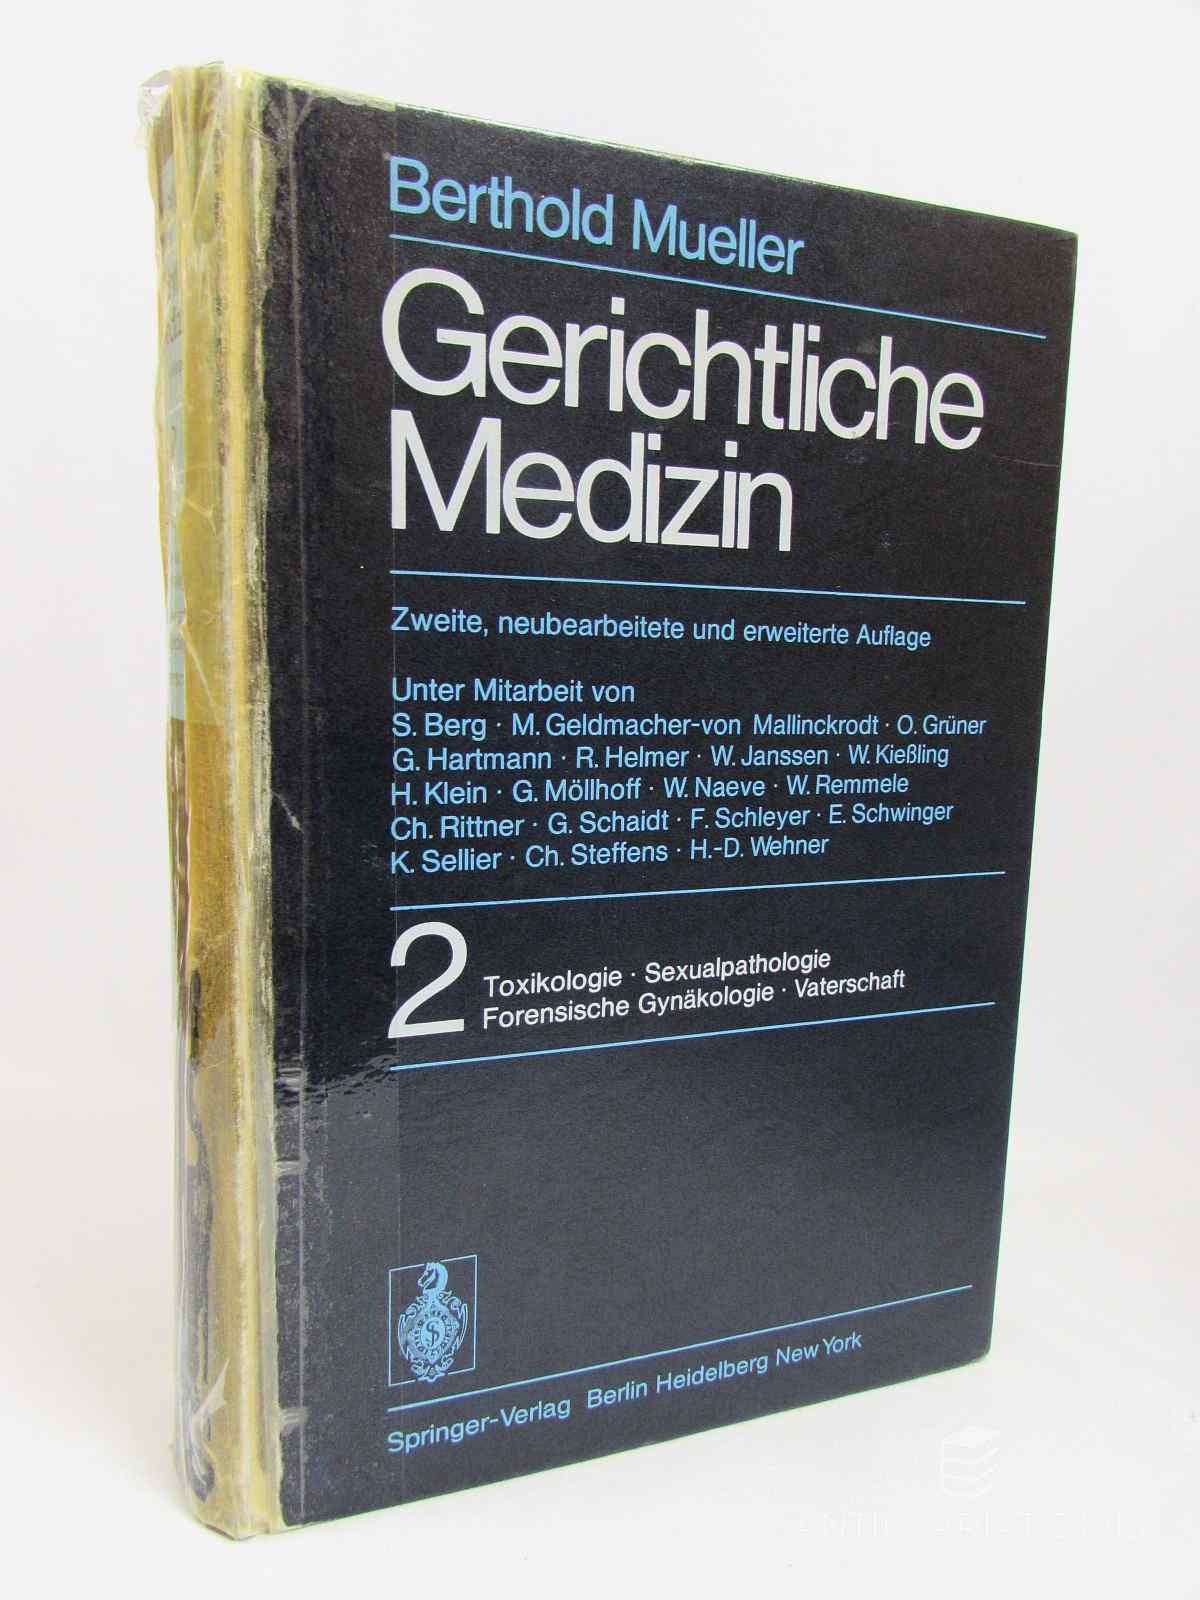 Berthold Mueller
Gerichtliche
Medizin
Zweite, neubearbeitete und erweiterte Auflage
Unter Mitarbeit von
S. Berg · M. Geldmacher-von Mallinckrodt · O. Grüner
G. Hartmann · R. Helmer · W. Janssen · W. Kießling
H. Klein · G. Möllhoff · W. Naeve · W. Remmele
Ch. Rittner · G. Schaidt · F. Schleyer · E. Schwinger
K. Sellier · Ch. Steffens · H.-D. Wehner
2 Toxikologie · Sexualpathologie
Forensische Gynäkologie · Vaterschaft
Springer-Verlag Berlin Heidelberg New York